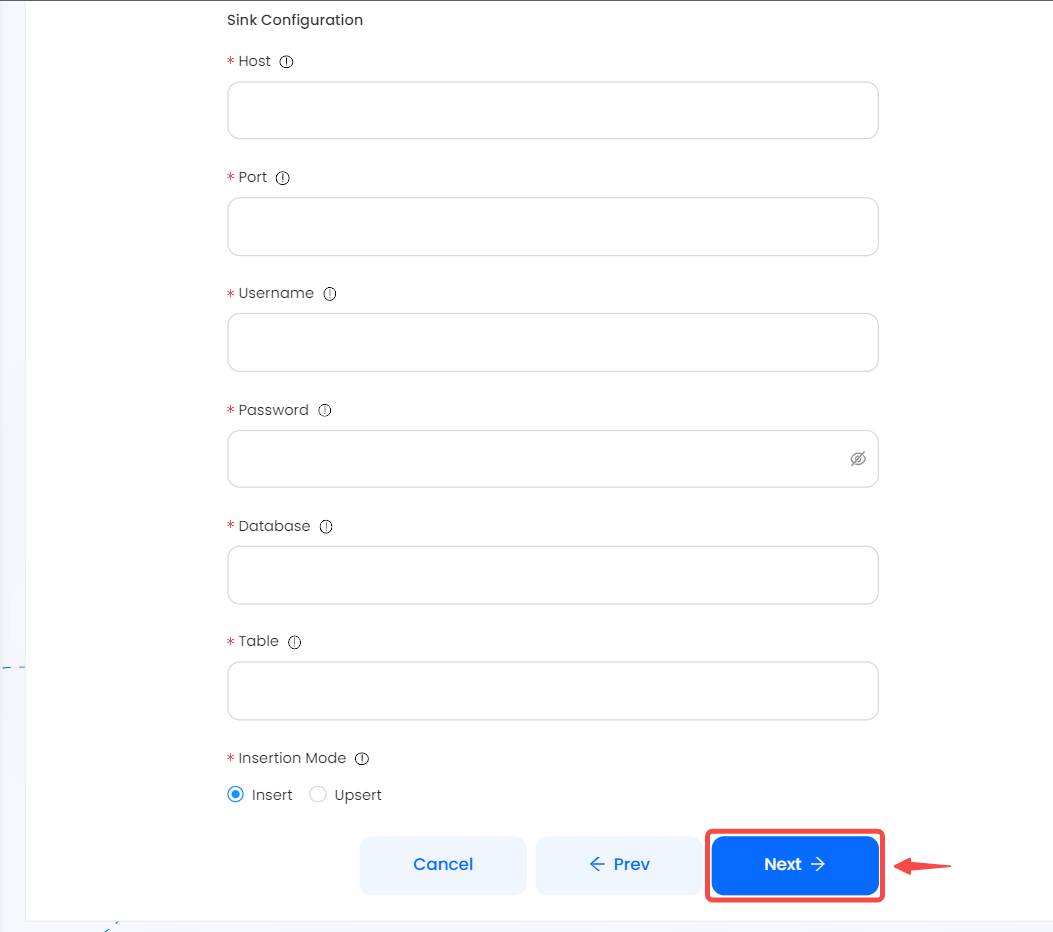 Sink Configuration
* Host
* Port
* Username
* Password
* Database
* Table
* Insertion Mode
Insert Upsert
Cancel ← Prev Next →